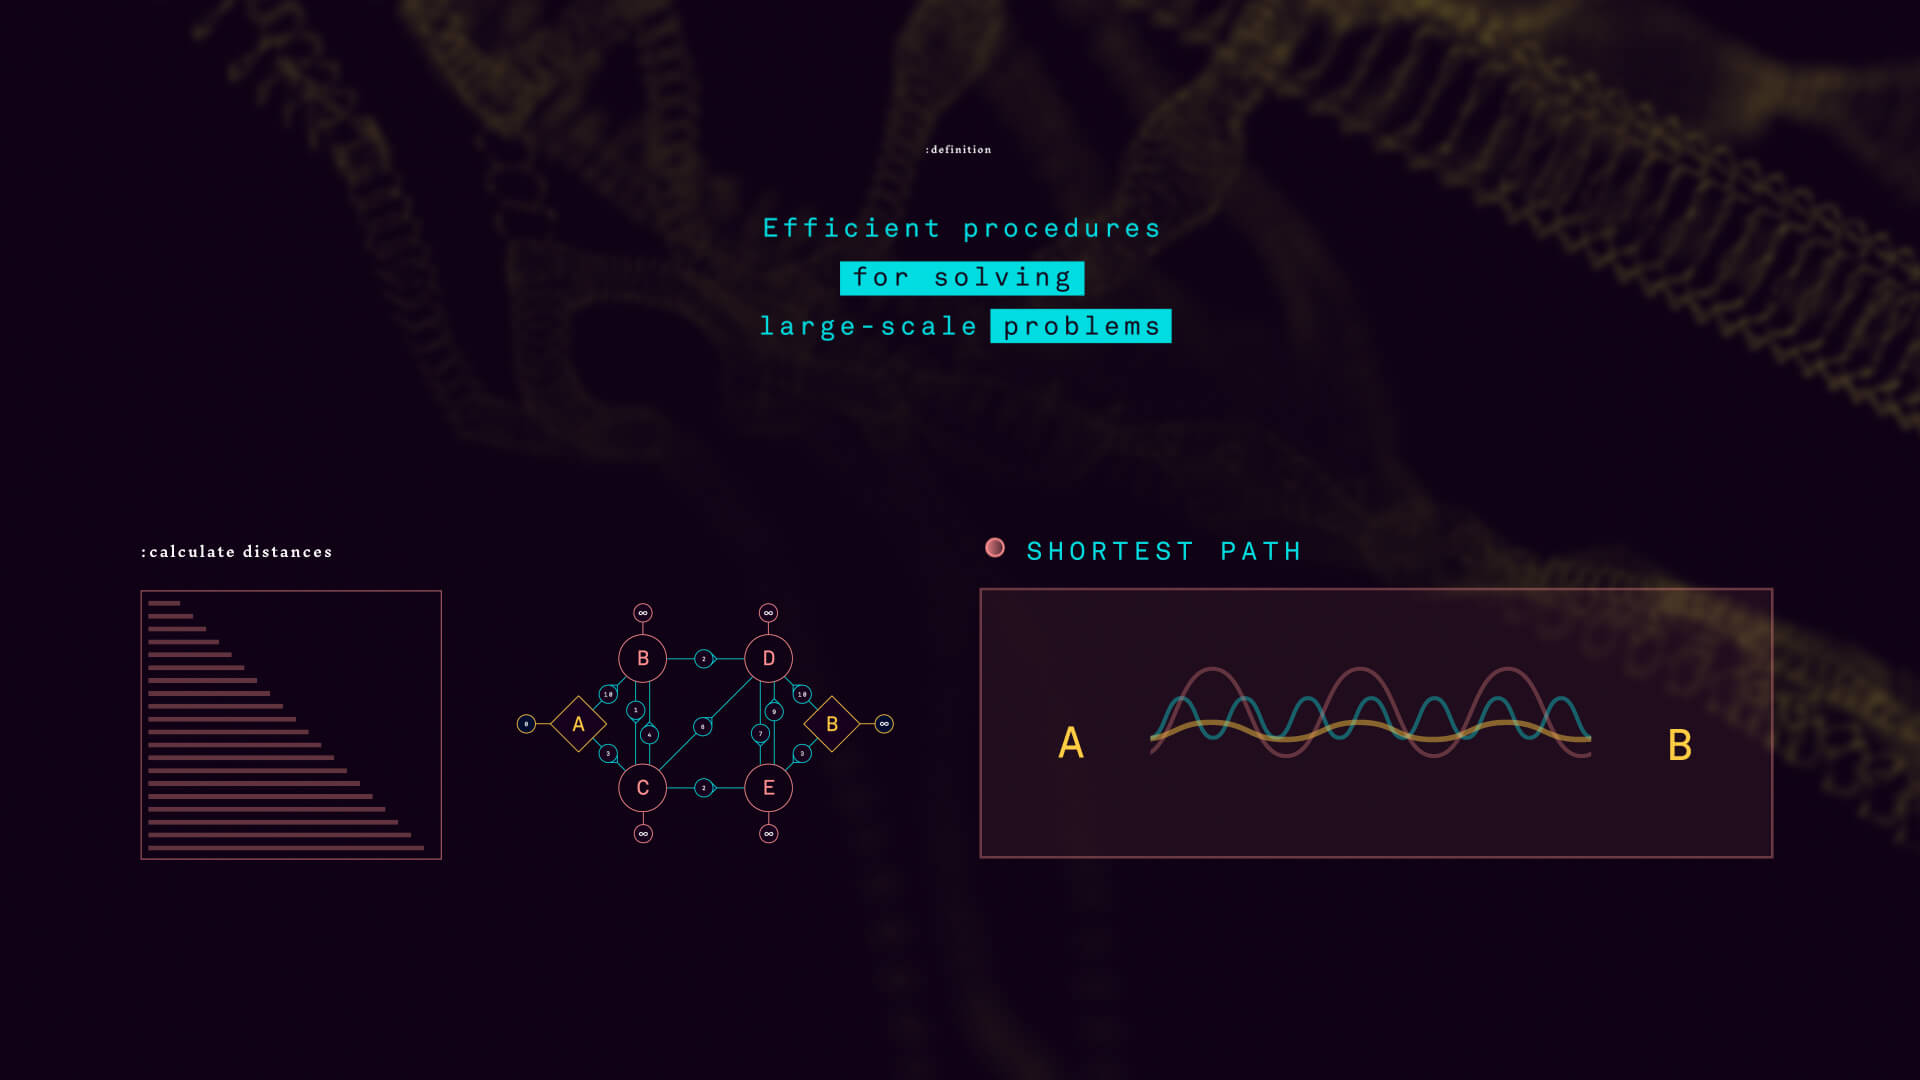 :definition
Efficient procedures
for solving
large-scale problems
:calculate distances
SHORTEST PATH
∞ ∞
B 2 D
10 10
1 9
0 A B ∞
4 7
3 3
C 2 E
∞ ∞
A B